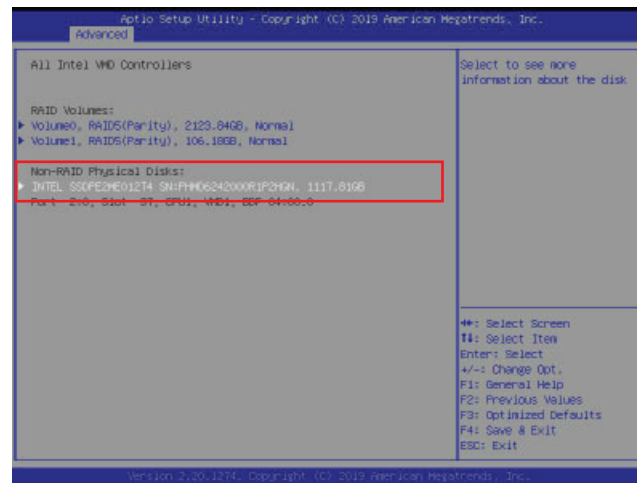 Aptio Setup Utility - Copyright (C) 2019 American Megatrends, Inc.
Advanced
All Intel VMD Controllers
RAID Volumes:
Volume0, RAID5(Parity), 2123.84GB, Normal
Volume1, RAID5(Parity), 106.18GB, Normal
Non-RAID Physical Disks:
INTEL SSDPE2ME012T4 SN:PHMD6242000R1P2HGN, 1117.81GB
Port 2:0, Slot 37, CPU1, VMD1, BDF 84:00.0
Select to see more
information about the disk
: Select Screen
: Select Item
Enter: Select
+/-: Change Opt.
F1: General Help
F2: Previous Values
F3: Optimized Defaults
F4: Save & Exit
ESC: Exit
Version 2.20.1274. Copyright (C) 2019 American Megatrends, Inc.